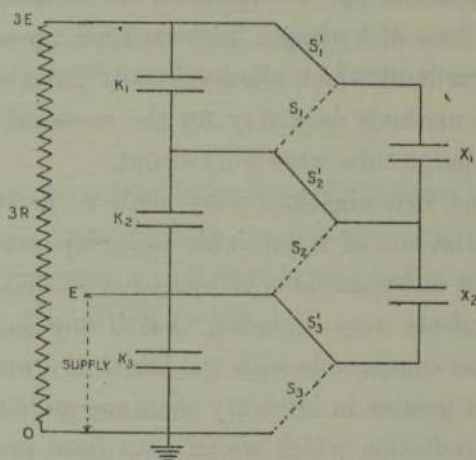 3E
S₁'
K₁
S₁
X₁
S₂'
3R
K₂
S₂
E
X₂
S₃'
SUPPLY
K₃
S₃
O